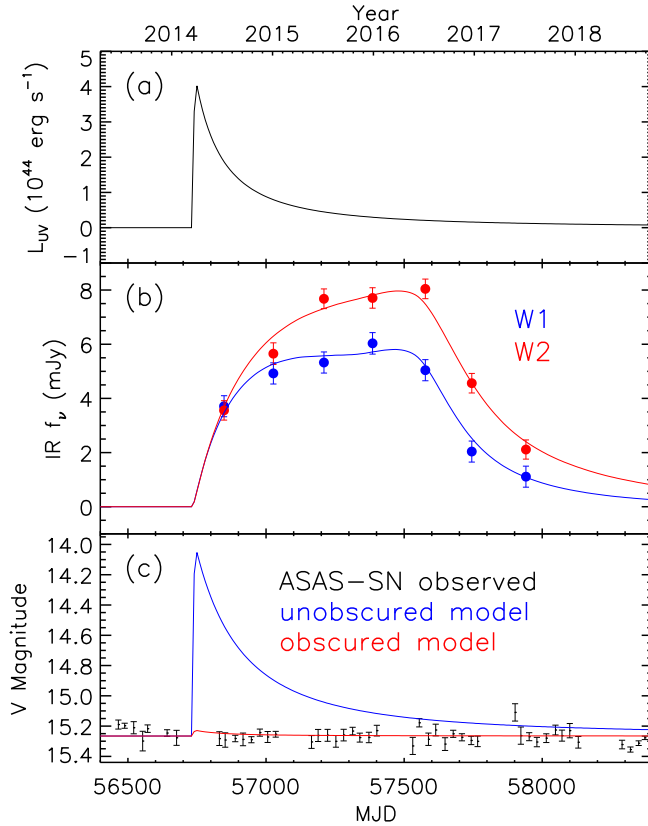 Year
2014 2015 2016 2017 2018
(a)
5
4
3
2
1
0
-1
L_UV (10^44 erg s^-1)
(b)
W1
W2
8
6
4
2
0
IR f_ν (mJy)
(c)
ASAS-SN observed
unobscured model
obscured model
14.0
14.2
14.4
14.6
14.8
15.0
15.2
15.4
V Magnitude
56500 57000 57500 58000
MJD